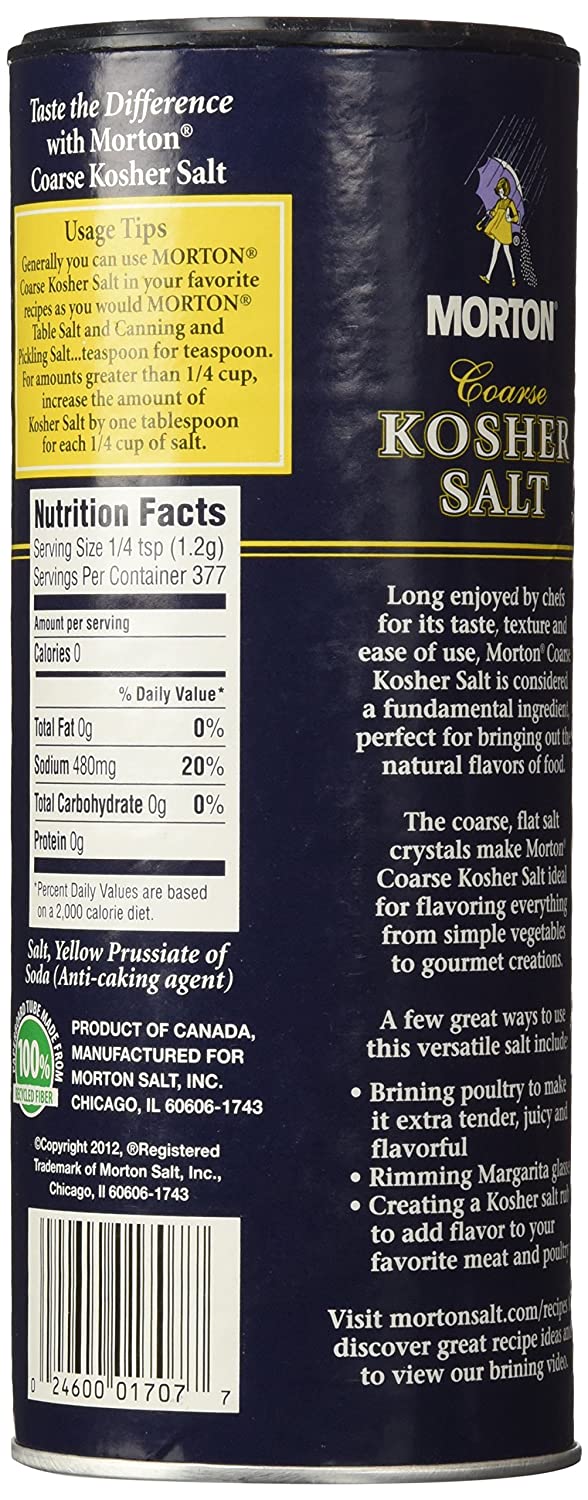 Taste the Difference
with Morton®
Coarse Kosher Salt
Usage Tips
Generally you can use MORTON®
Coarse Kosher Salt in your favorite
recipes as you would MORTON®
Table Salt and Canning and
Pickling Salt...teaspoon for teaspoon.
For amounts greater than 1/4 cup,
increase the amount of
Kosher Salt by one tablespoon
for each 1/4 cup of salt.
Nutrition Facts
Serving Size 1/4 tsp (1.2g)
Servings Per Container 377
Amount per serving
Calories 0
% Daily Value*
Total Fat 0g 0%
Sodium 480mg 20%
Total Carbohydrate 0g 0%
Protein 0g
*Percent Daily Values are based
on a 2,000 calorie diet.
Salt, Yellow Prussiate of
Soda (Anti-caking agent)
TUBE MADE FROM
100%
RECYCLED FIBER
PRODUCT OF CANADA,
MANUFACTURED FOR
MORTON SALT, INC.
CHICAGO, IL 60606-1743
©Copyright 2012, ®Registered
Trademark of Morton Salt, Inc.,
Chicago, Il 60606-1743
0 24600 01707 7
MORTON®
Coarse
KOSHER
SALT
Long enjoyed by chefs
for its taste, texture and
ease of use, Morton® Coarse
Kosher Salt is considered
a fundamental ingredient,
perfect for bringing out the
natural flavors of food.
The coarse, flat salt
crystals make Morton®
Coarse Kosher Salt ideal
for flavoring everything
from simple vegetables
to gourmet creations.
A few great ways to use
this versatile salt include
• Brining poultry to make
it extra tender, juicy and
flavorful
• Rimming Margarita glasses
• Creating a Kosher salt rub
to add flavor to your
favorite meat and poultry
Visit mortonsalt.com/recipes
discover great recipe ideas and
to view our brining video.